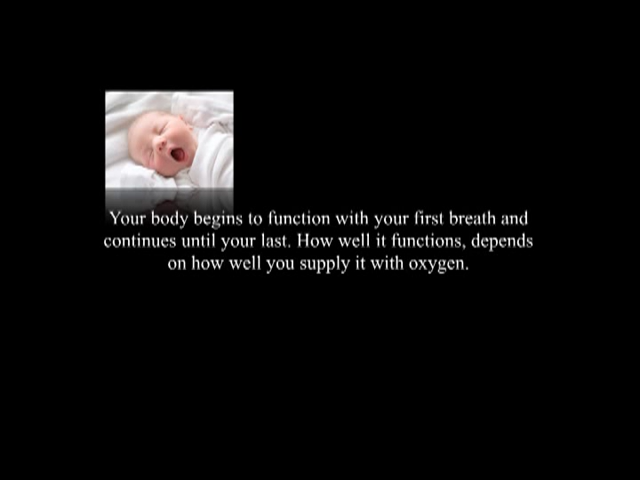 Your body begins to function with your first breath and
continues until your last. How well it functions, depends
on how well you supply it with oxygen.